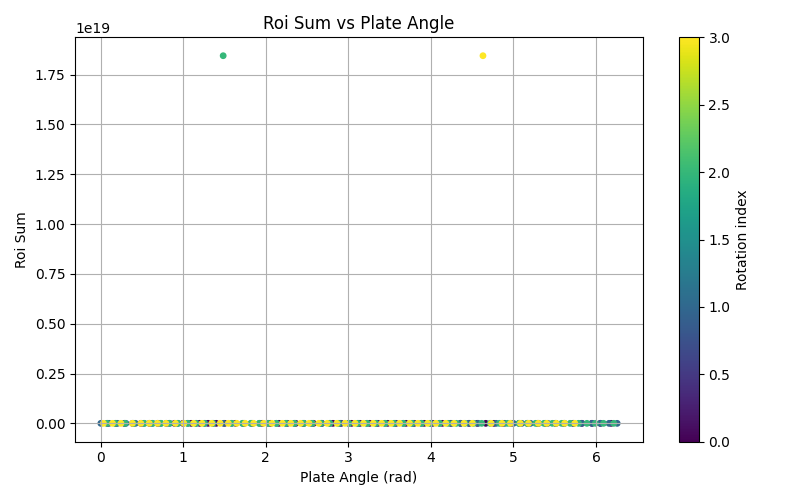 Roi Sum vs Plate Angle
1e19
1.75
1.50
1.25
1.00
0.75
0.50
0.25
0.00
Roi Sum
0 1 2 3 4 5 6
Plate Angle (rad)
3.0
2.5
2.0
1.5
1.0
0.5
0.0
Rotation index